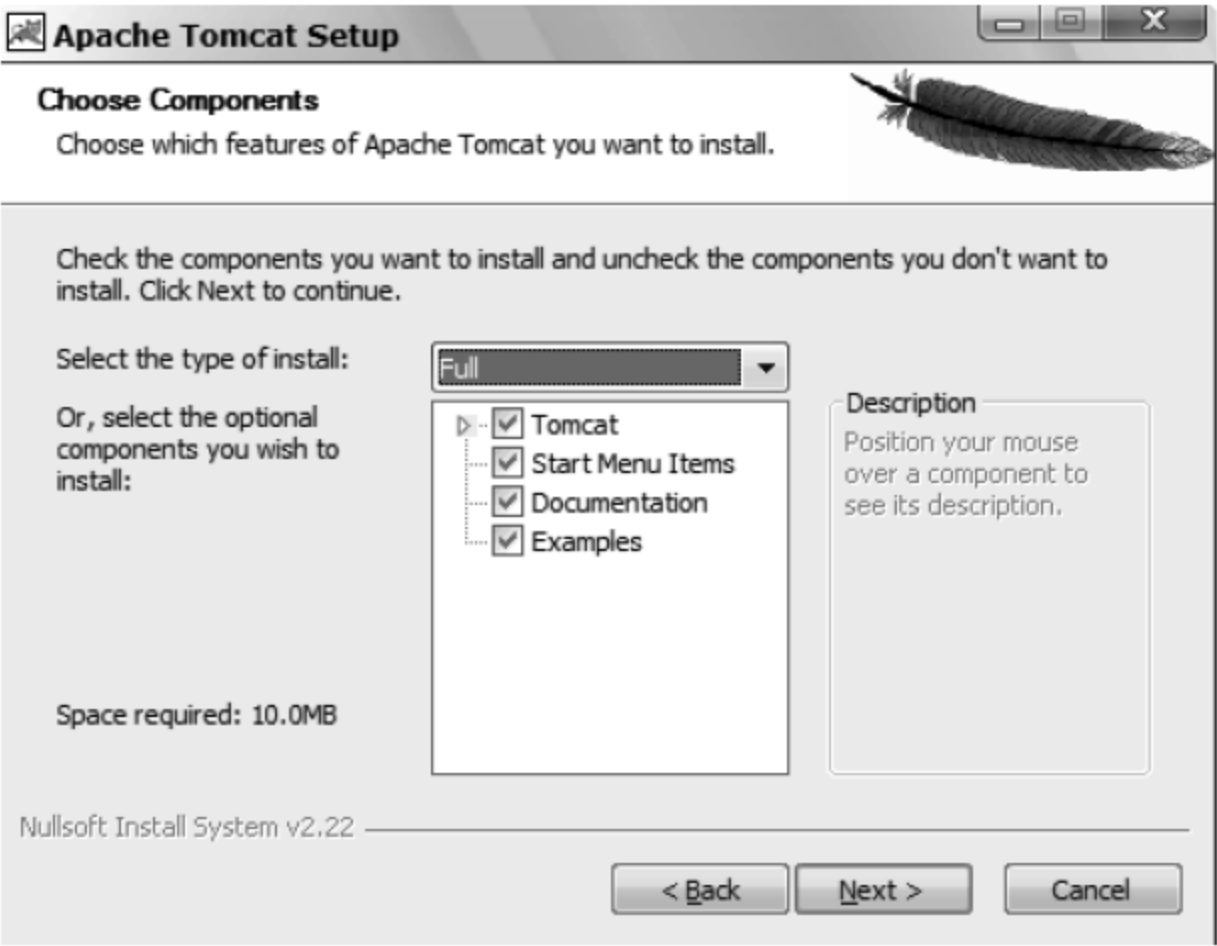 Apache Tomcat Setup
Choose Components
Choose which features of Apache Tomcat you want to install.
Check the components you want to install and uncheck the components you don't want to
install. Click Next to continue.
Select the type of install:
Full
Or, select the optional
components you wish to
install:
Tomcat
Start Menu Items
Documentation
Examples
Description
Position your mouse
over a component to
see its description.
Space required: 10.0MB
Nullsoft Install System v2.22
< Back
Next >
Cancel